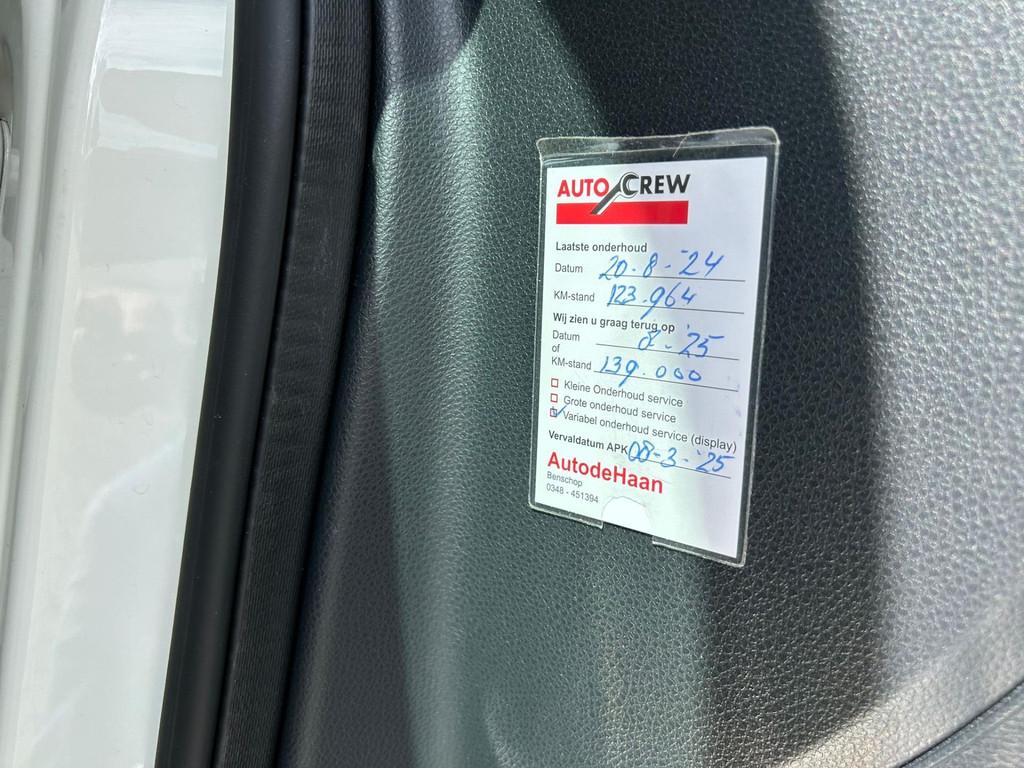 AUTO CREW
Laatste onderhoud
Datum 20-8-'24
KM-stand 123.964
Wij zien u graag terug op
Datum 8-'25
of
KM-stand 139.000
Kleine Onderhoud service
Grote onderhoud service
Variabel onderhoud service (display)
Vervaldatum APK 08-3-'25
AutodeHaan
Benschop
0348 - 451394